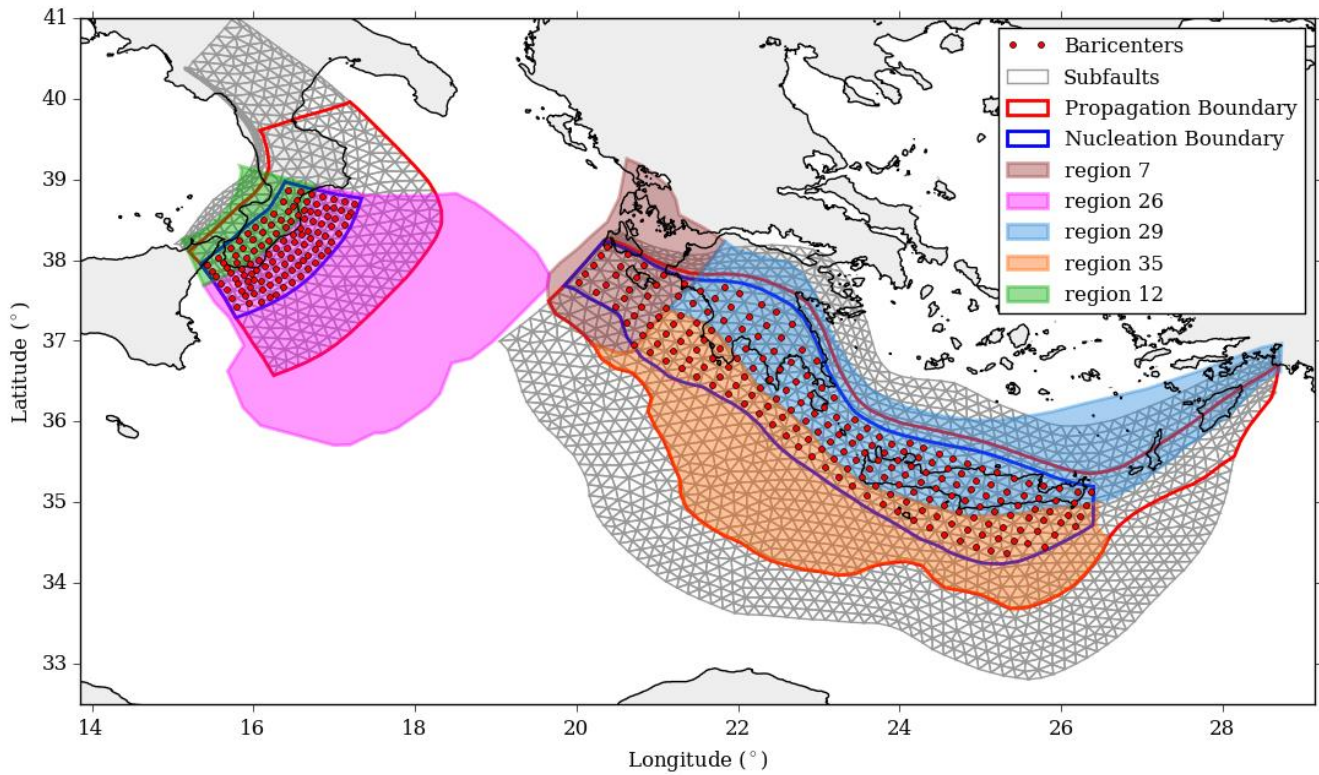 41
40
39
38
37
36
35
34
33
Latitude (°)
14
16
18
20
22
24
26
28
Longitude (°)
Baricenters
Subfaults
Propagation Boundary
Nucleation Boundary
region 7
region 26
region 29
region 35
region 12